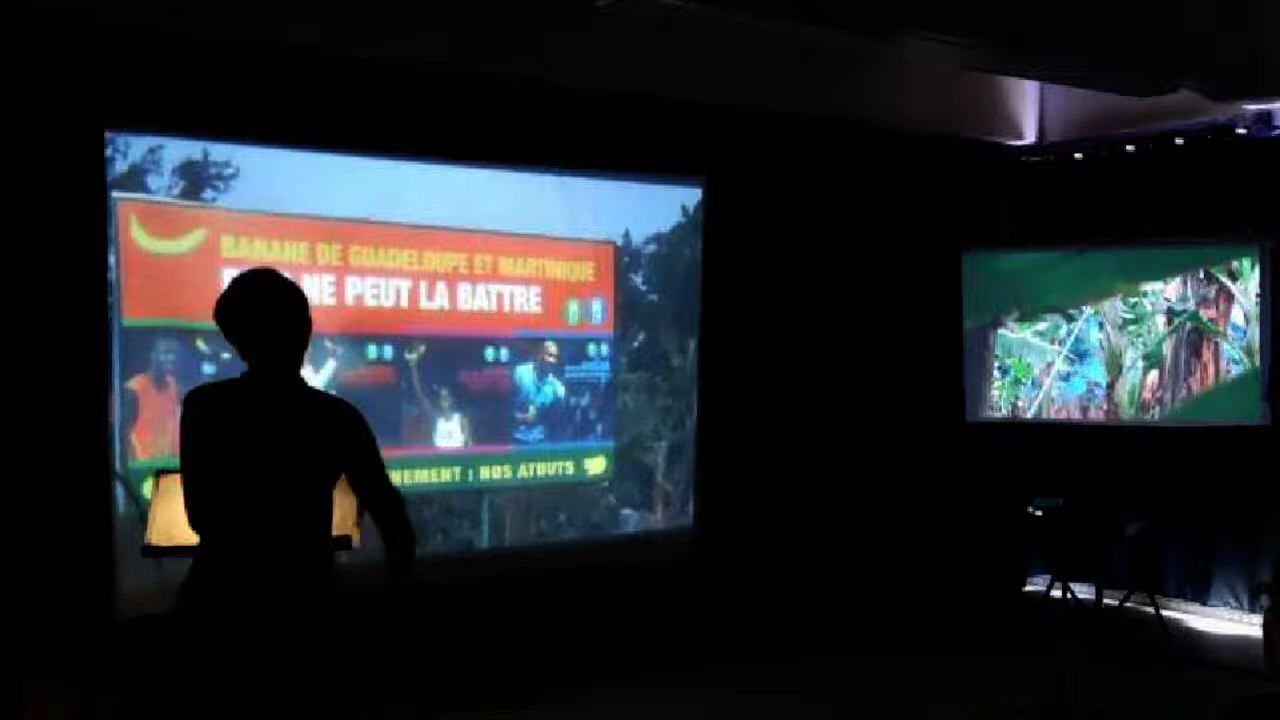 BANANE DE GUADELOUPE ET MARTINIQUE
NE PEUT LA BATTRE
NEMENT : NOS ATOUTS